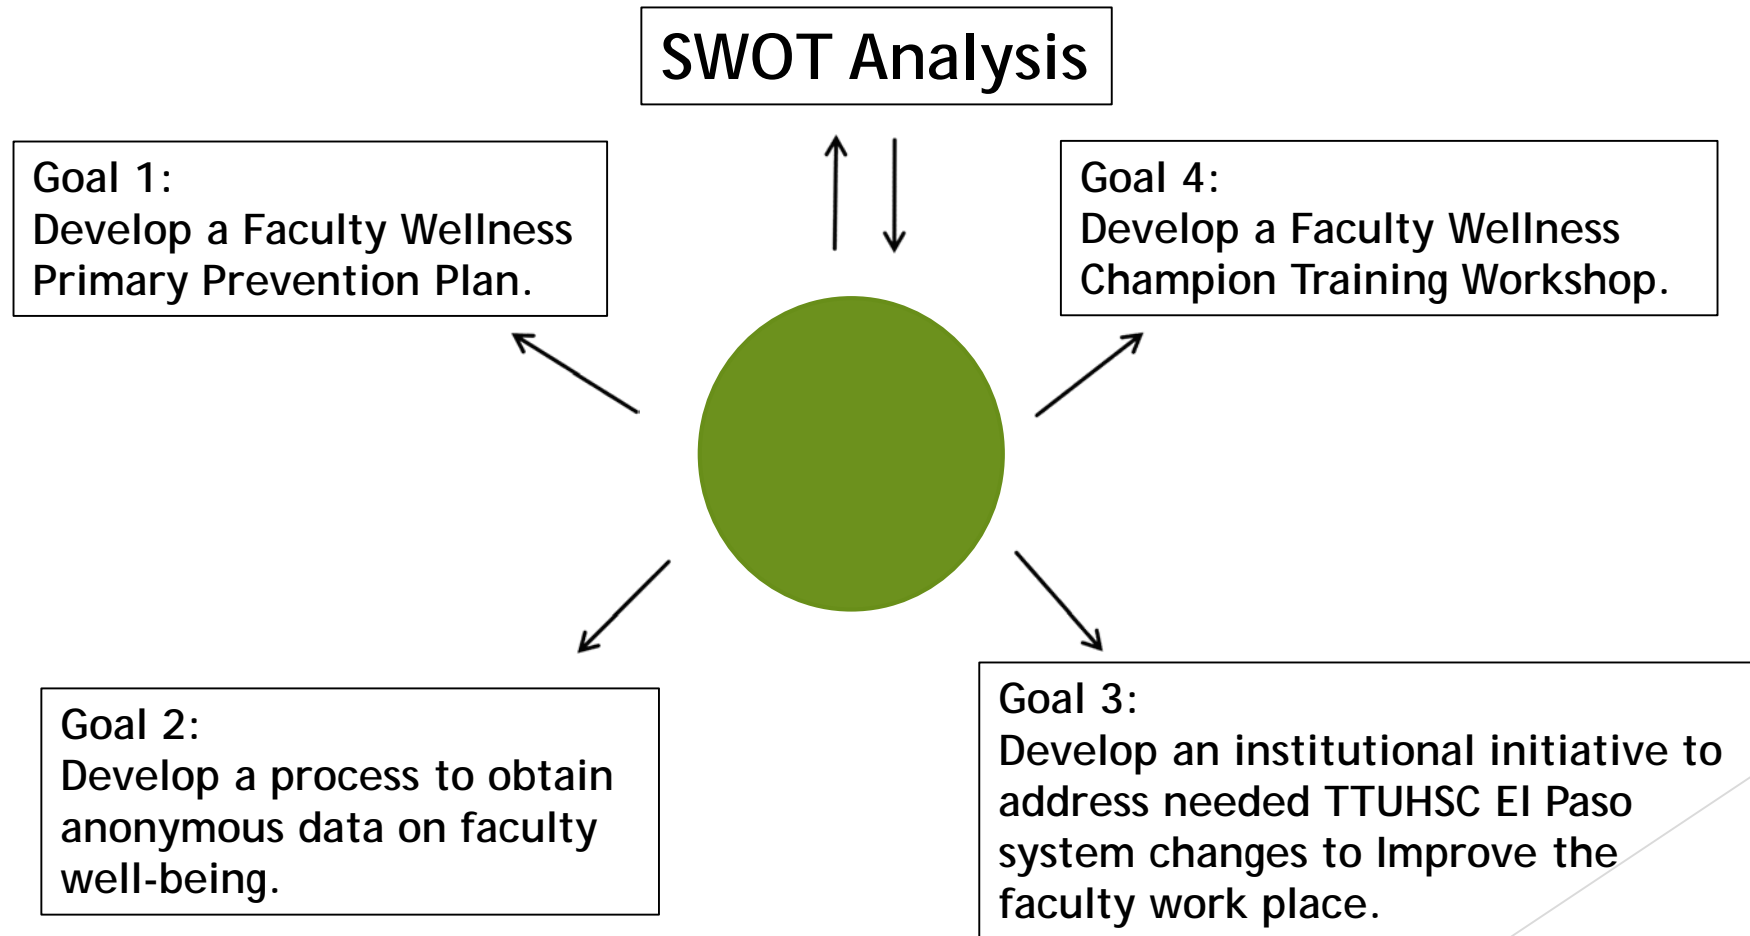 SWOT Analysis
Goal 1:
Develop a Faculty Wellness
Primary Prevention Plan.
Goal 4:
Develop a Faculty Wellness
Champion Training Workshop.
Goal 2:
Develop a process to obtain
anonymous data on faculty
well-being.
Goal 3:
Develop an institutional initiative to
address needed TTUHSC El Paso
system changes to Improve the
faculty work place.